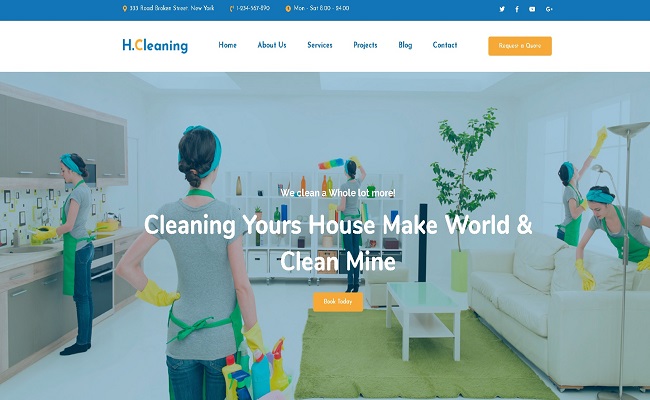 333 Road Broken Street, New York 1-234-567-890 Mon - Sat 8.00 - 24.00
H.Cleaning Home About Us Services Projects Blog Contact Request a Quote
We clean a Whole lot more!
Cleaning Yours House Make World &
Clean Mine
Book Today